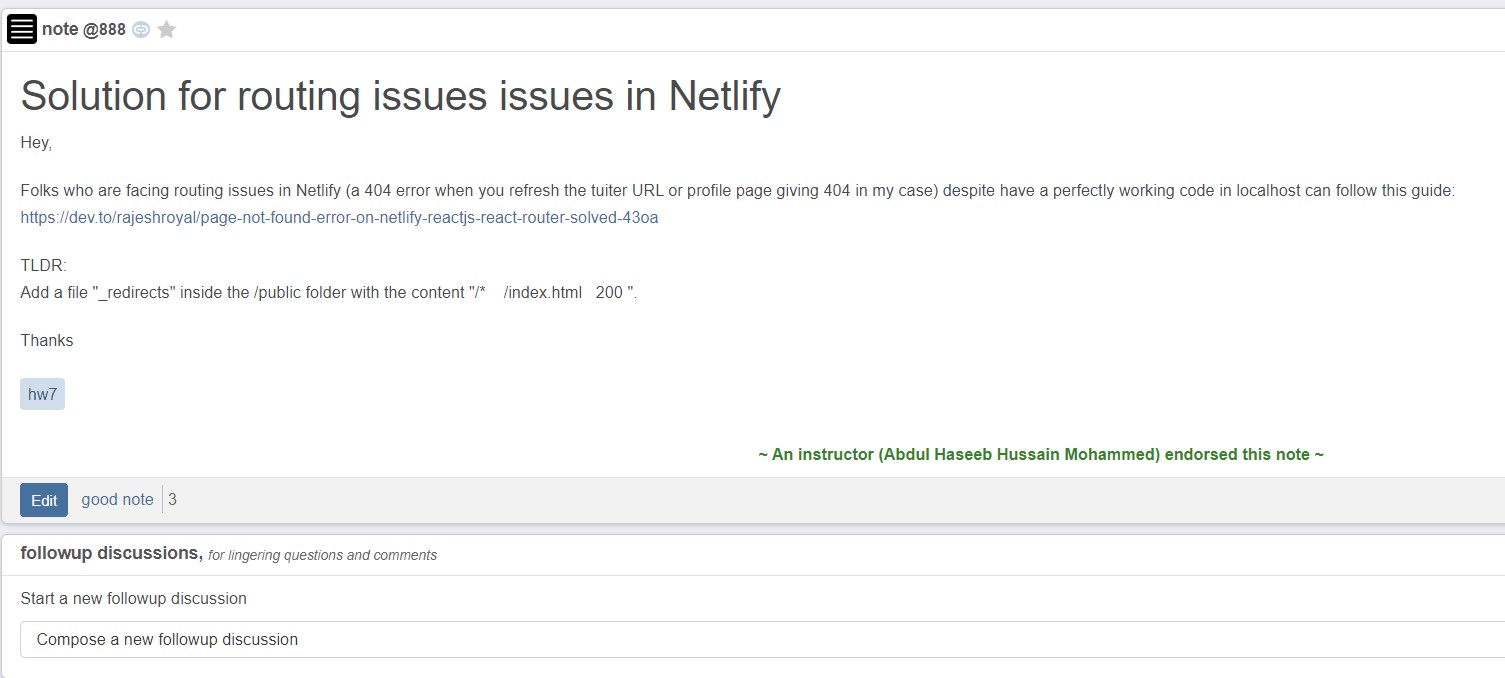 note @888
Solution for routing issues issues in Netlify
Hey,
Folks who are facing routing issues in Netlify (a 404 error when you refresh the tuiter URL or profile page giving 404 in my case) despite have a perfectly working code in localhost can follow this guide:
https://dev.to/rajeshroyal/page-not-found-error-on-netlify-reactjs-react-router-solved-43oa
TLDR:
Add a file "_redirects" inside the /public folder with the content "/*    /index.html   200 ".
Thanks
hw7
~ An instructor (Abdul Haseeb Hussain Mohammed) endorsed this note ~
Edit good note 3
followup discussions, for lingering questions and comments
Start a new followup discussion
Compose a new followup discussion